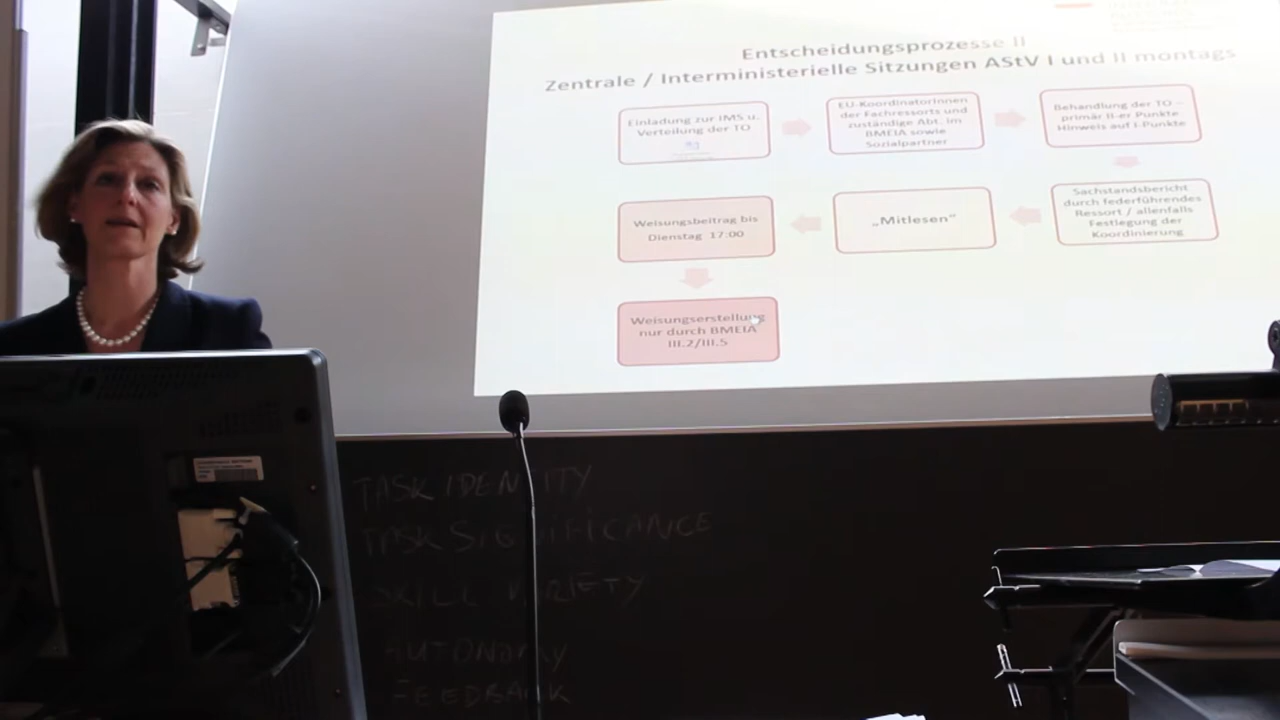 Entscheidungsprozesse II
Zentrale / Interministerielle Sitzungen AStV I und II montags
Einladung zur IMS u.
Verteilung der TO
EU-KoordinatorInnen
der Fachressorts und
zuständige Abt. im
BMEIA sowie
Sozialpartner
Behandlung der TO –
primär II-er Punkte
Hinweis auf I-Punkte
Sachstandsbericht
durch federführendes
Ressort / allenfalls
Festlegung der
Koordinierung
„Mitlesen“
Weisungsbeitrag bis
Dienstag 17:00
Weisungserstellung
nur durch BMEIA
III.2/III.5
TASK IDENTITY
TASK SIGNIFICANCE
SKILL VARIETY
AUTONOMY
FEEDBACK